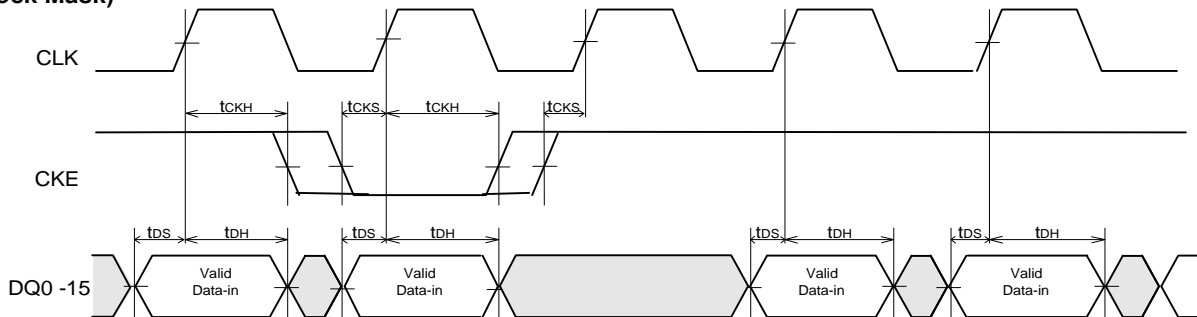 ock Mask)
CLK
tCKH tCKS tCKH tCKS
CKE
tDS tDH tDS tDH tDS tDH tDS tDH
DQ0 -15
Valid Data-in
Valid Data-in
Valid Data-in
Valid Data-in